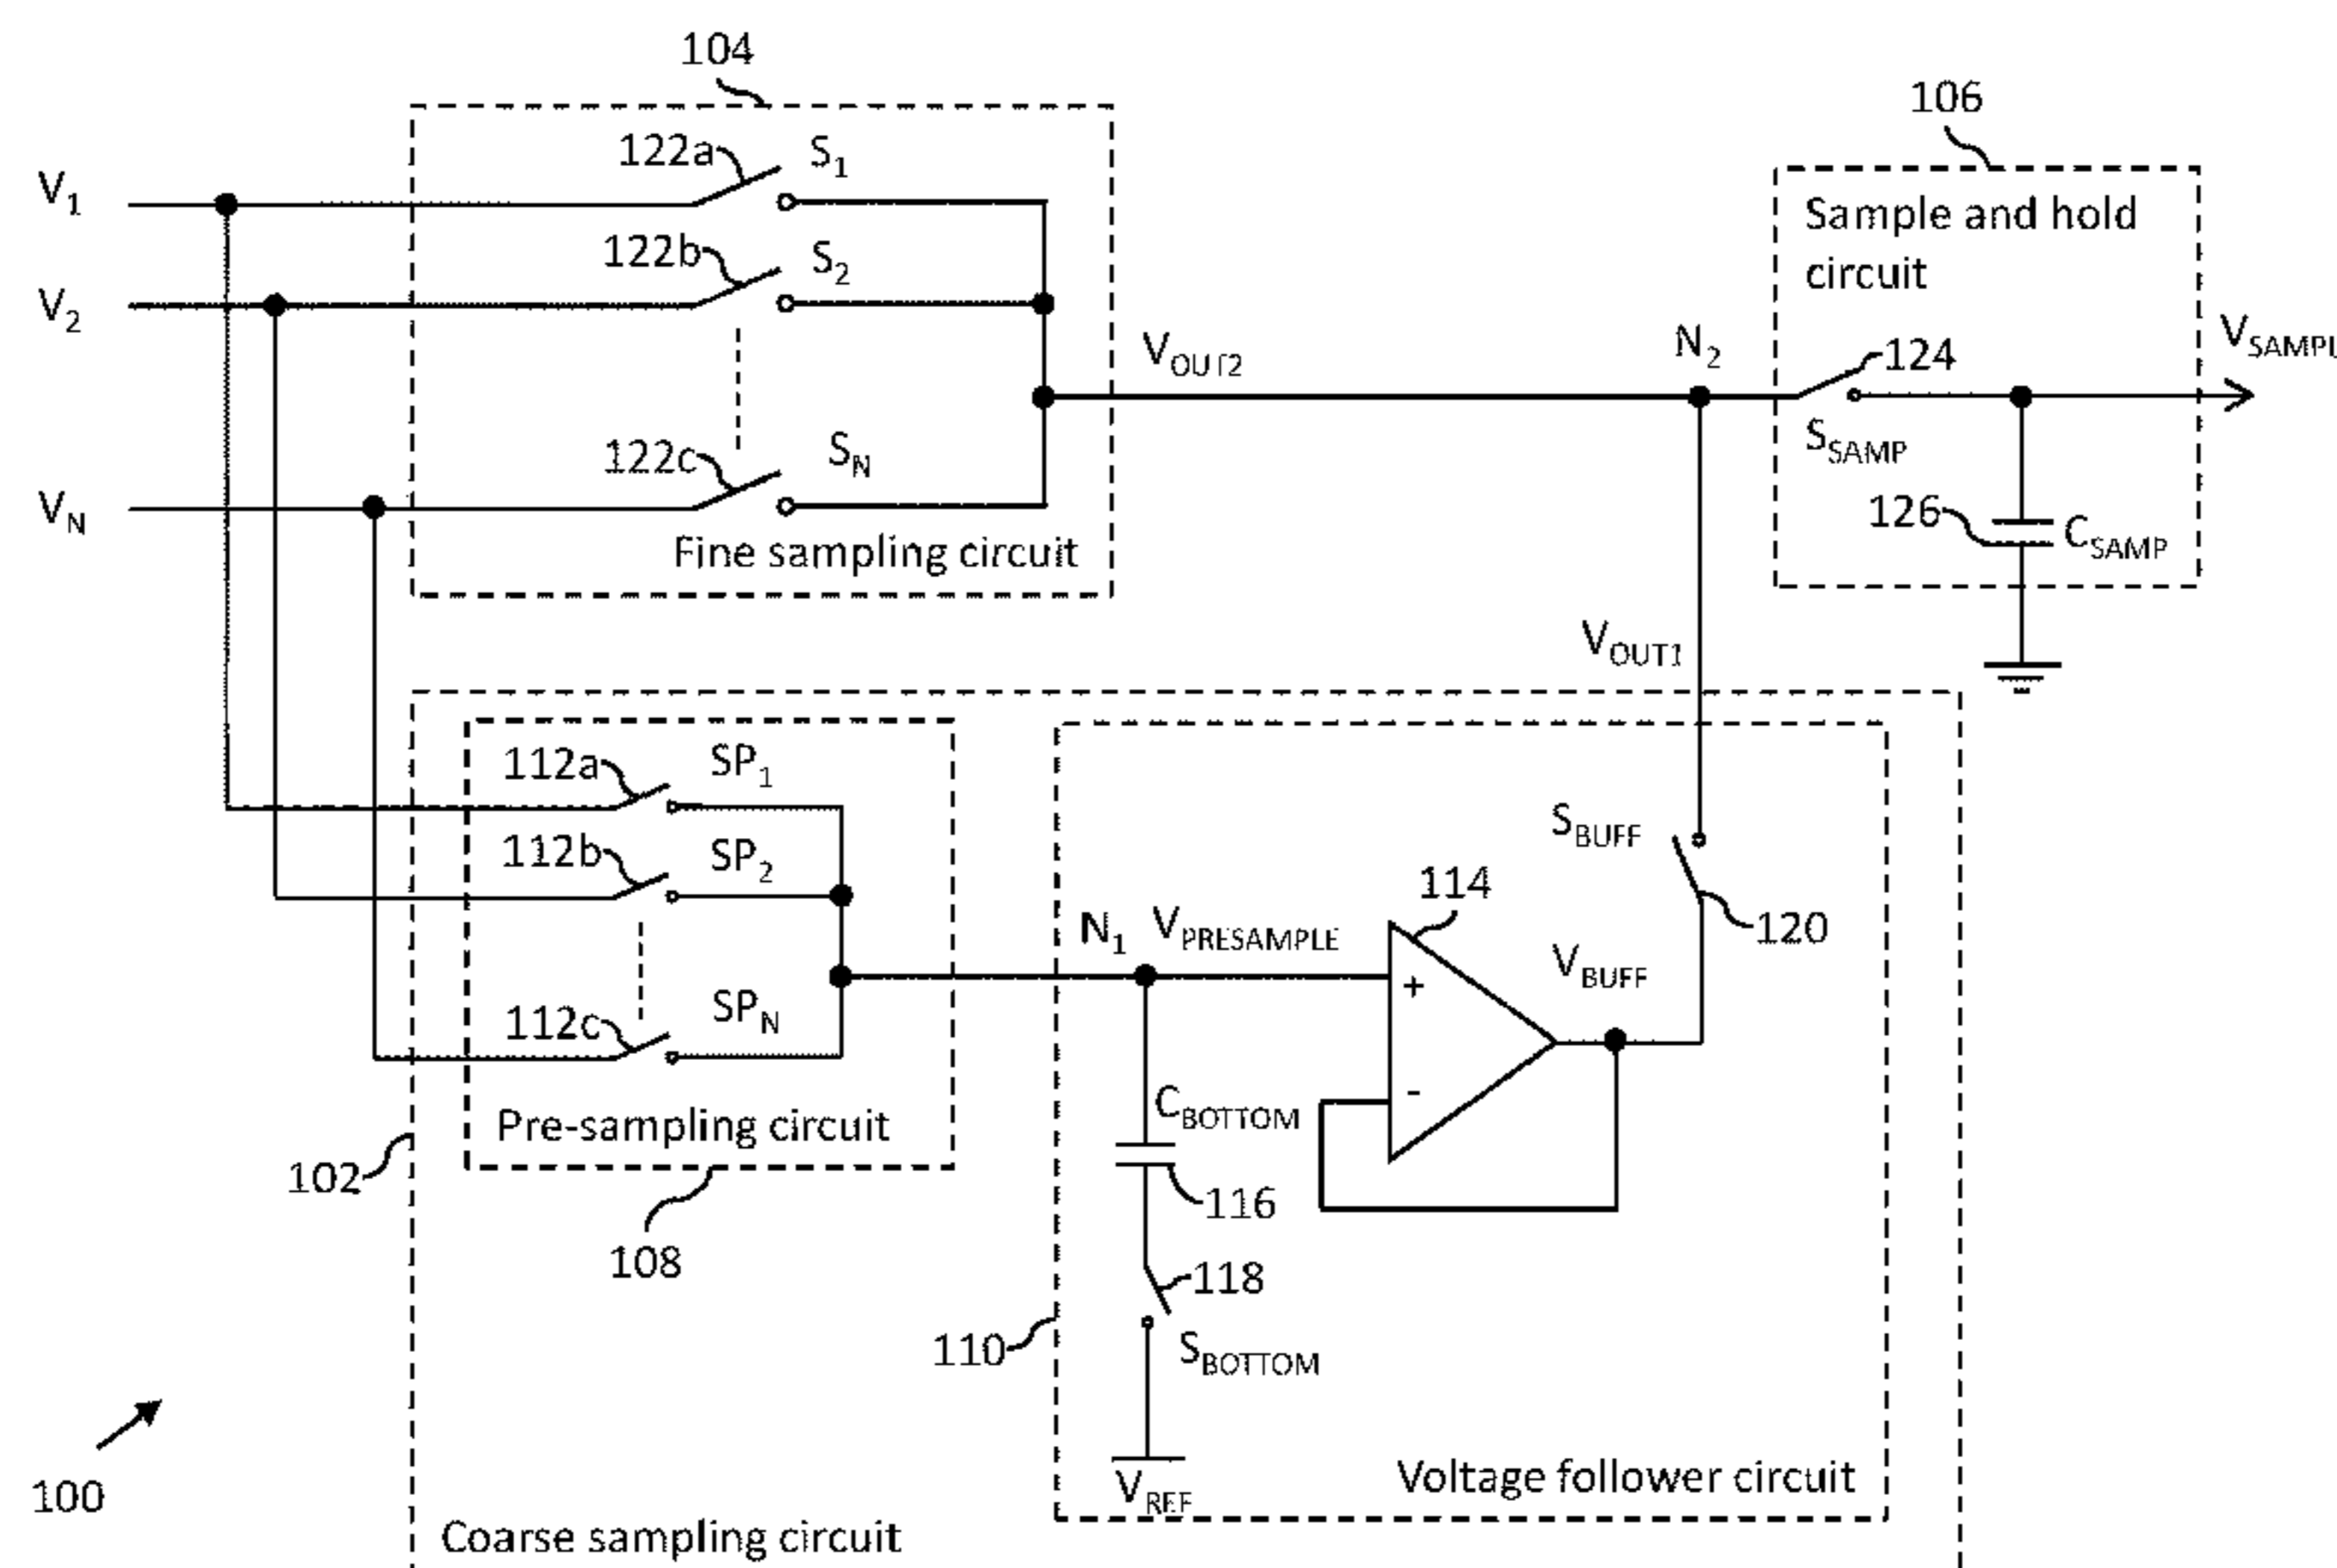 104
106
122a
S1
V1
Sample and hold
circuit
122b
S2
V2
VOUT2
N2
124
VSAMPL
122c
SN
SSAMP
VN
126
CSAMP
Fine sampling circuit
VOUT1
112a
SP1
112b
SP2
SBUFF
114
120
N1
VPRESAMPLE
VBUFF
+
112c
SPN
-
CBOTTOM
Pre-sampling circuit
102
116
108
118
110
SBOTTOM
VREF
Voltage follower circuit
100
Coarse sampling circuit